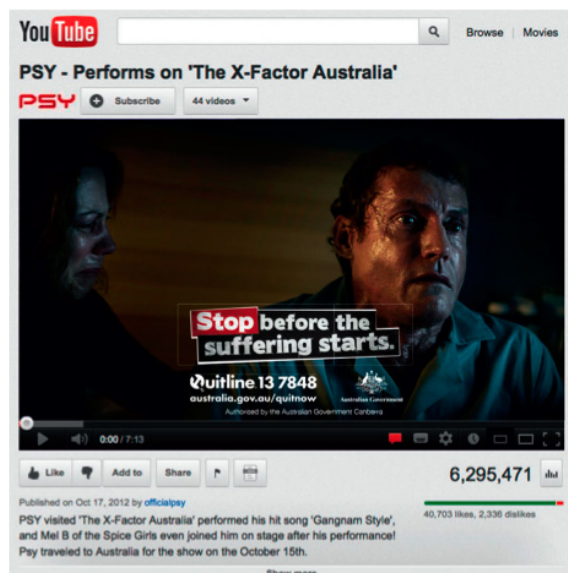 YouTube
Browse | Movies
PSY - Performs on 'The X-Factor Australia'
PSY
Subscribe
44 videos
Stop before the
suffering starts.
Quitline 13 7848
australia.gov.au/quitnow
Australian Government
Authorised by the Australian Government Canberra
0:00 / 7:13
Like
Add to
Share
6,295,471
Published on Oct 17, 2012 by officialpsy
40,703 likes, 2,336 dislikes
PSY visited 'The X-Factor Australia' performed his hit song 'Gangnam Style',
and Mel B of the Spice Girls even joined him on stage after his performance!
Psy traveled to Australia for the show on the October 15th.
Show more